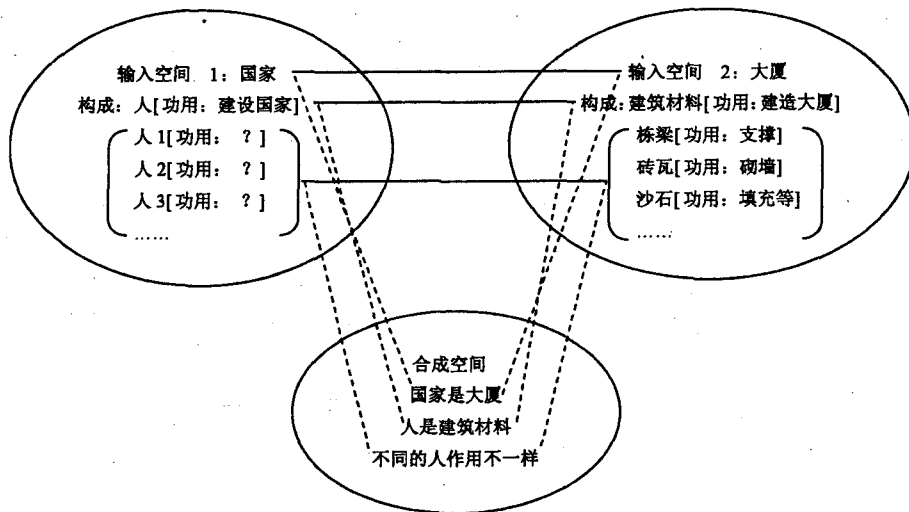 输入空间 1：国家
构成：人[功用：建设国家]
人1[功用： ？]
人2[功用： ？]
人3[功用： ？]
……
输入空间 2：大厦
构成：建筑材料[功用：建造大厦]
栋梁[功用：支撑]
砖瓦[功用：砌墙]
沙石[功用：填充等]
……
合成空间
国家是大厦
人是建筑材料
不同的人作用不一样